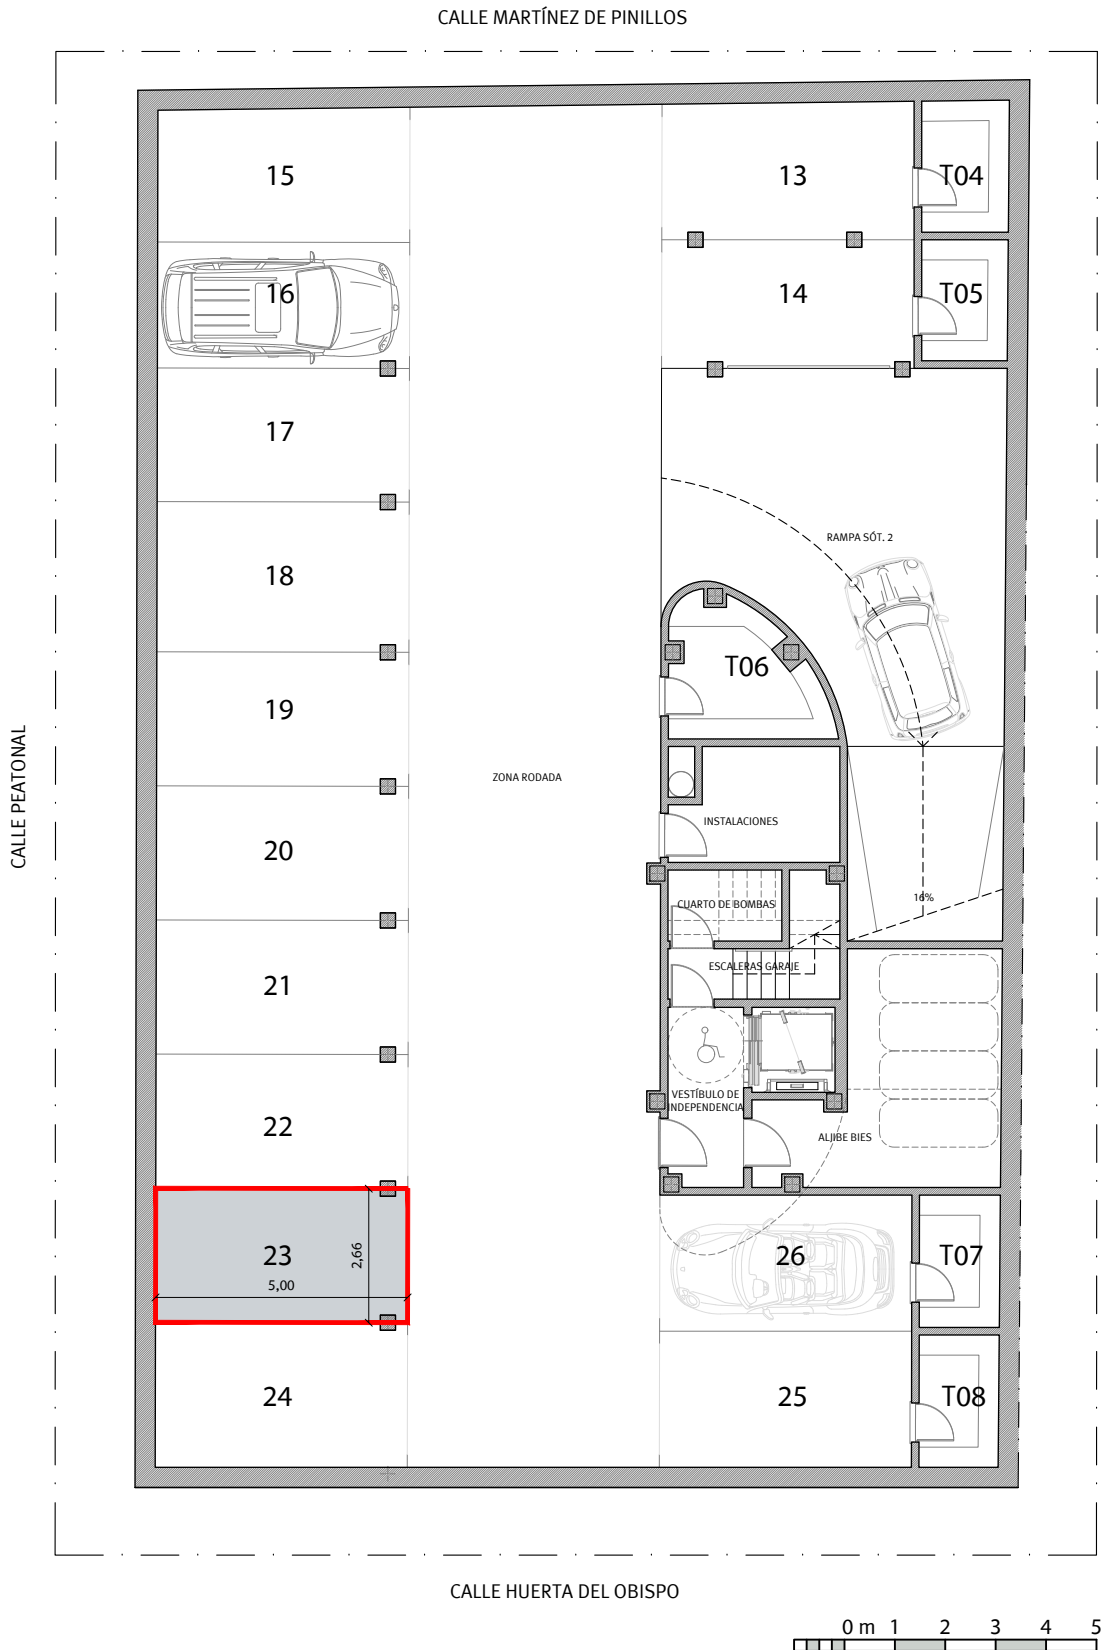 CALLE MARTÍNEZ DE PINILLOS
15
13
T04
16
14
T05
17
RAMPA SÓT. 2
18
T06
19
CALLE PEATONAL
ZONA RODADA
INSTALACIONES
20
16%
CUARTO DE BOMBAS
ESCALERAS GARAJE
21
VESTÍBULO DE
INDEPENDENCIA
22
ALJIBE BIES
23
2,66
5,00
26
T07
24
25
T08
CALLE HUERTA DEL OBISPO
0 m 1 2 3 4 5